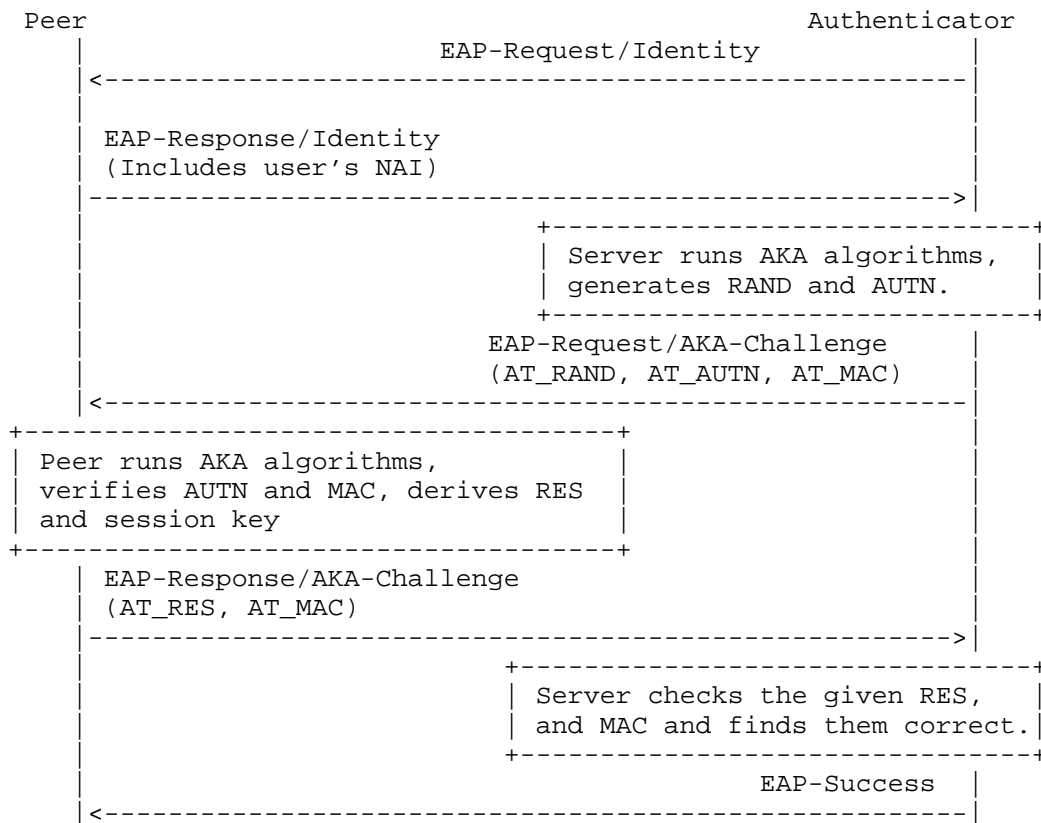 Peer Authenticator
EAP-Request/Identity
EAP-Response/Identity
(Includes user's NAI)
Server runs AKA algorithms,
generates RAND and AUTN.
EAP-Request/AKA-Challenge
(AT_RAND, AT_AUTN, AT_MAC)
Peer runs AKA algorithms,
verifies AUTN and MAC, derives RES
and session key
EAP-Response/AKA-Challenge
(AT_RES, AT_MAC)
Server checks the given RES,
and MAC and finds them correct.
EAP-Success